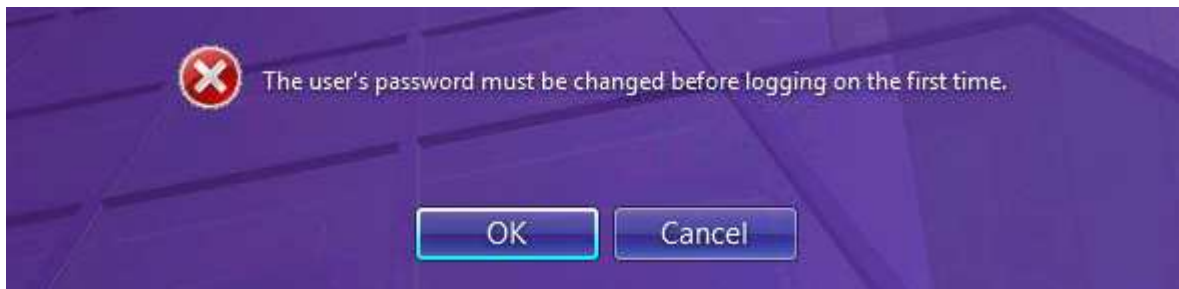 The user's password must be changed before logging on the first time.
OK
Cancel